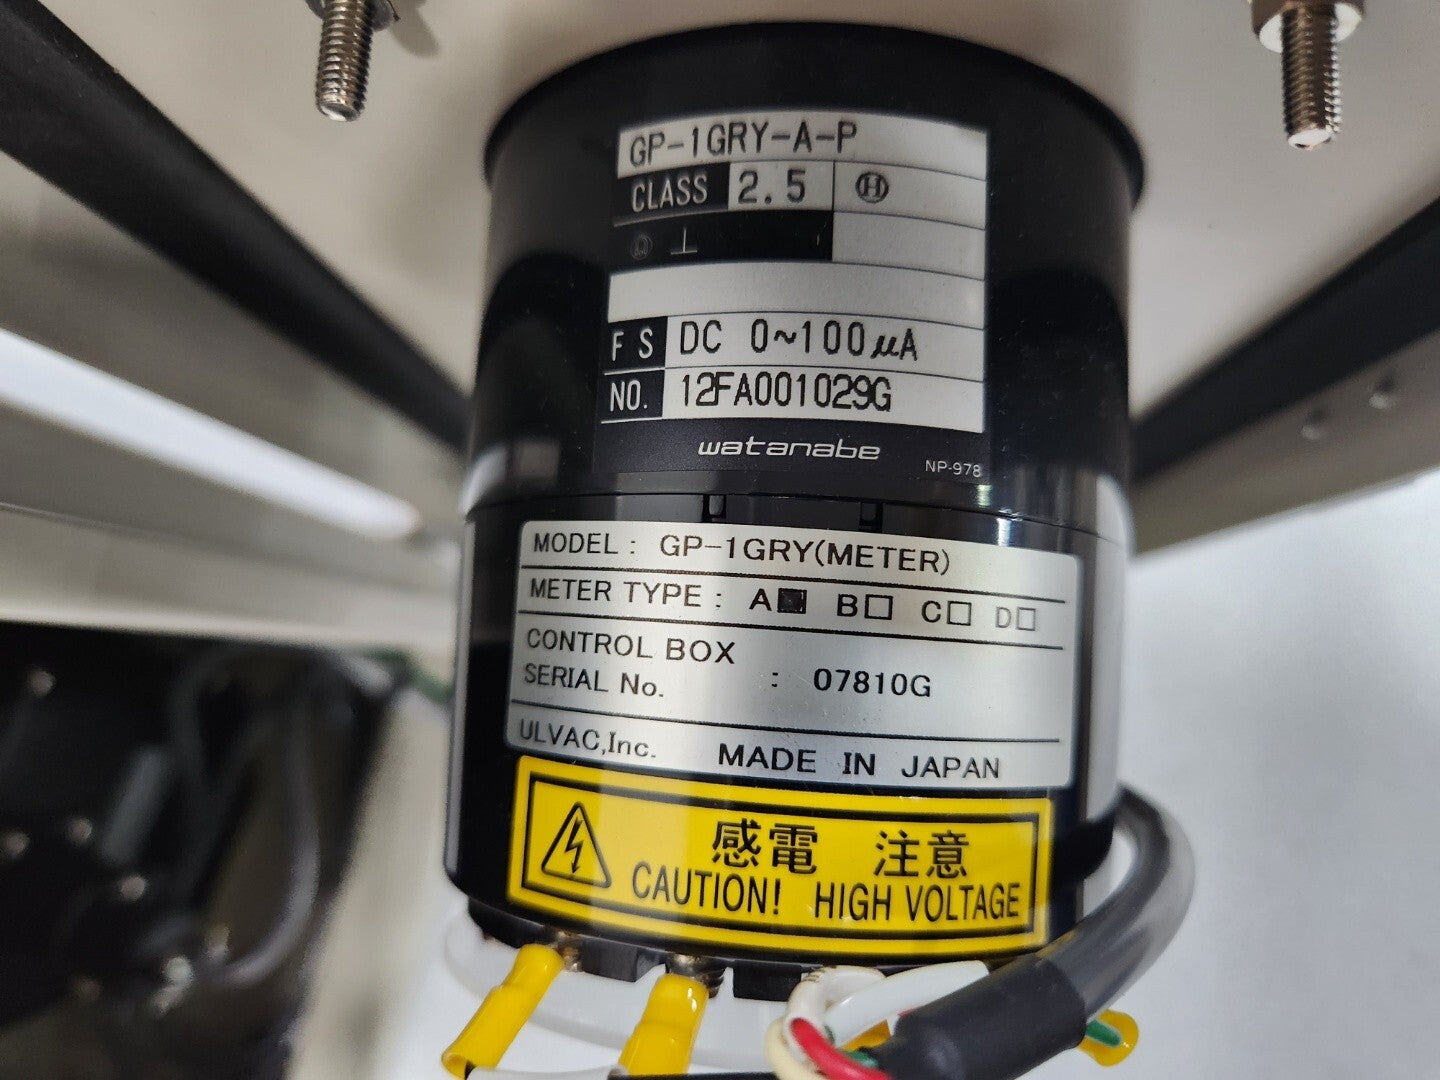 GP-1GRY-A-P
CLASS 2.5 H
Ω ⊥
F S DC 0~100μA
NO. 12FA001029G
watanabe NP-978
MODEL : GP-1GRY(METER)
METER TYPE : A■ B□ C□ D□
CONTROL BOX
SERIAL No. : 07810G
ULVAC,Inc. MADE IN JAPAN
感電 注意
CAUTION! HIGH VOLTAGE